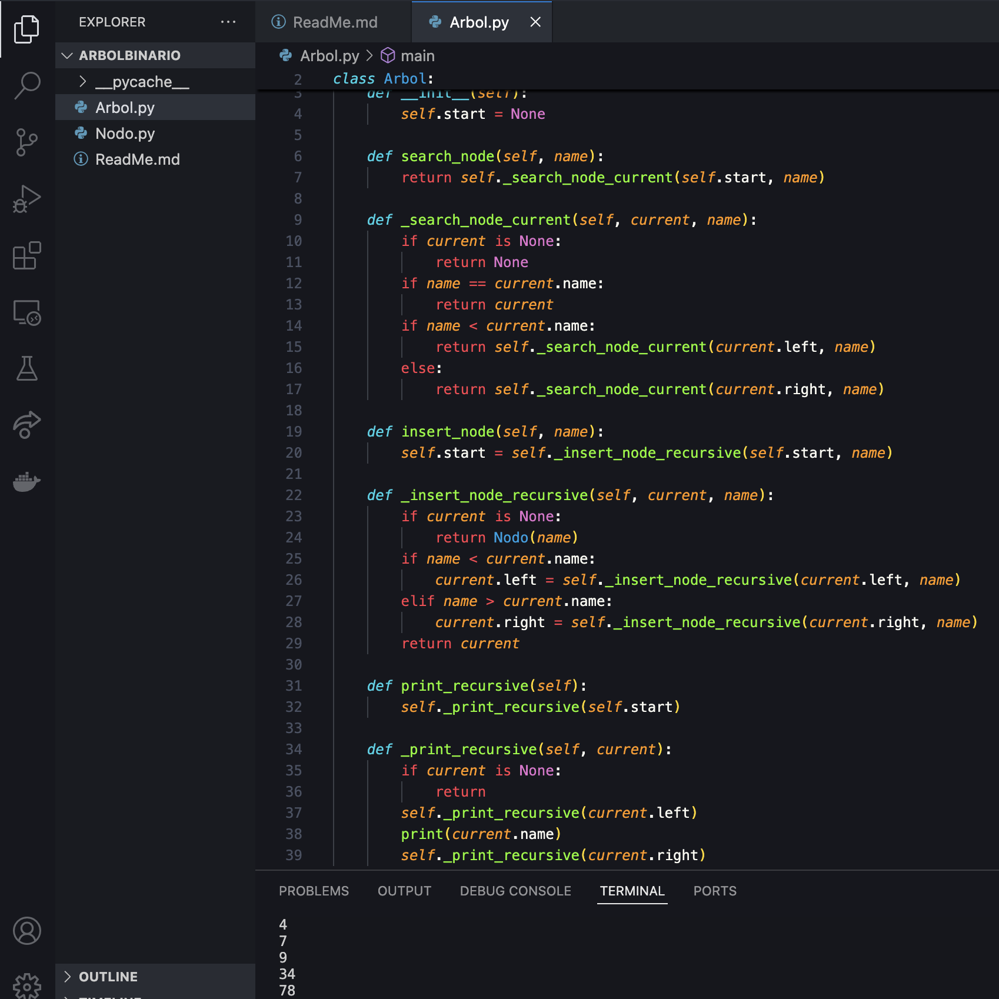 EXPLORER ···
ARBOLBINARIO
__pycache__
Arbol.py
Nodo.py
ReadMe.md
OUTLINE
TIMELINE
ReadMe.md Arbol.py
Arbol.py > main
2 class Arbol:
3 def __init__(self):
4 self.start = None
5
6 def search_node(self, name):
7 return self._search_node_current(self.start, name)
8
9 def _search_node_current(self, current, name):
10 if current is None:
11 return None
12 if name == current.name:
13 return current
14 if name < current.name:
15 return self._search_node_current(current.left, name)
16 else:
17 return self._search_node_current(current.right, name)
18
19 def insert_node(self, name):
20 self.start = self._insert_node_recursive(self.start, name)
21
22 def _insert_node_recursive(self, current, name):
23 if current is None:
24 return Nodo(name)
25 if name < current.name:
26 current.left = self._insert_node_recursive(current.left, name)
27 elif name > current.name:
28 current.right = self._insert_node_recursive(current.right, name)
29 return current
30
31 def print_recursive(self):
32 self._print_recursive(self.start)
33
34 def _print_recursive(self, current):
35 if current is None:
36 return
37 self._print_recursive(current.left)
38 print(current.name)
39 self._print_recursive(current.right)
PROBLEMS OUTPUT DEBUG CONSOLE TERMINAL PORTS
4
7
9
34
78